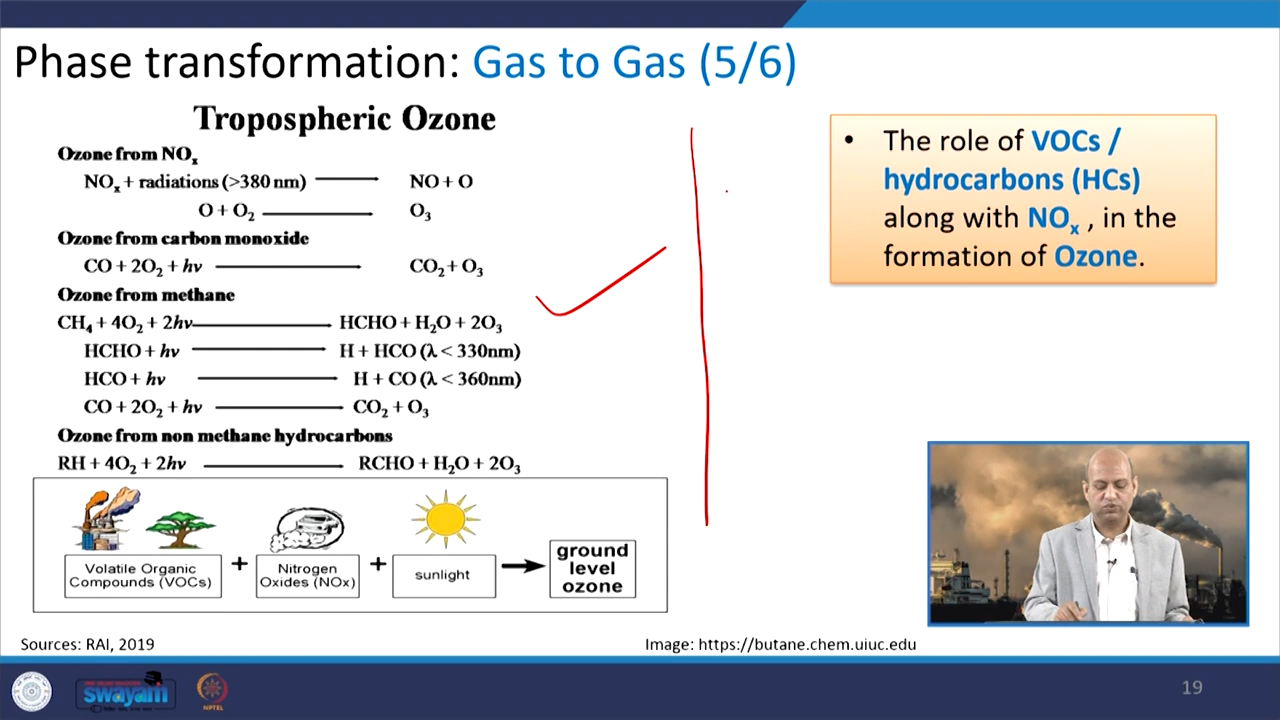 Phase transformation: Gas to Gas (5/6)
Tropospheric Ozone
Ozone from NOₓ
NOₓ + radiations (>380 nm) ⟶ NO + O
O + O₂ ⟶ O₃
Ozone from carbon monoxide
CO + 2O₂ + hν ⟶ CO₂ + O₃
Ozone from methane
CH₄ + 4O₂ + 2hν ⟶ HCHO + H₂O + 2O₃
HCHO + hν ⟶ H + HCO (λ < 330nm)
HCO + hν ⟶ H + CO (λ < 360nm)
CO + 2O₂ + hν ⟶ CO₂ + O₃
Ozone from non methane hydrocarbons
RH + 4O₂ + 2hν ⟶ RCHO + H₂O + 2O₃
Volatile Organic
Compounds (VOCs)
+
Nitrogen
Oxides (NOx)
+
sunlight
ground
level
ozone
• The role of VOCs /
hydrocarbons (HCs)
along with NOₓ , in the
formation of Ozone.
Sources: RAI, 2019
Image: https://butane.chem.uiuc.edu
swayam
NPTEL
19